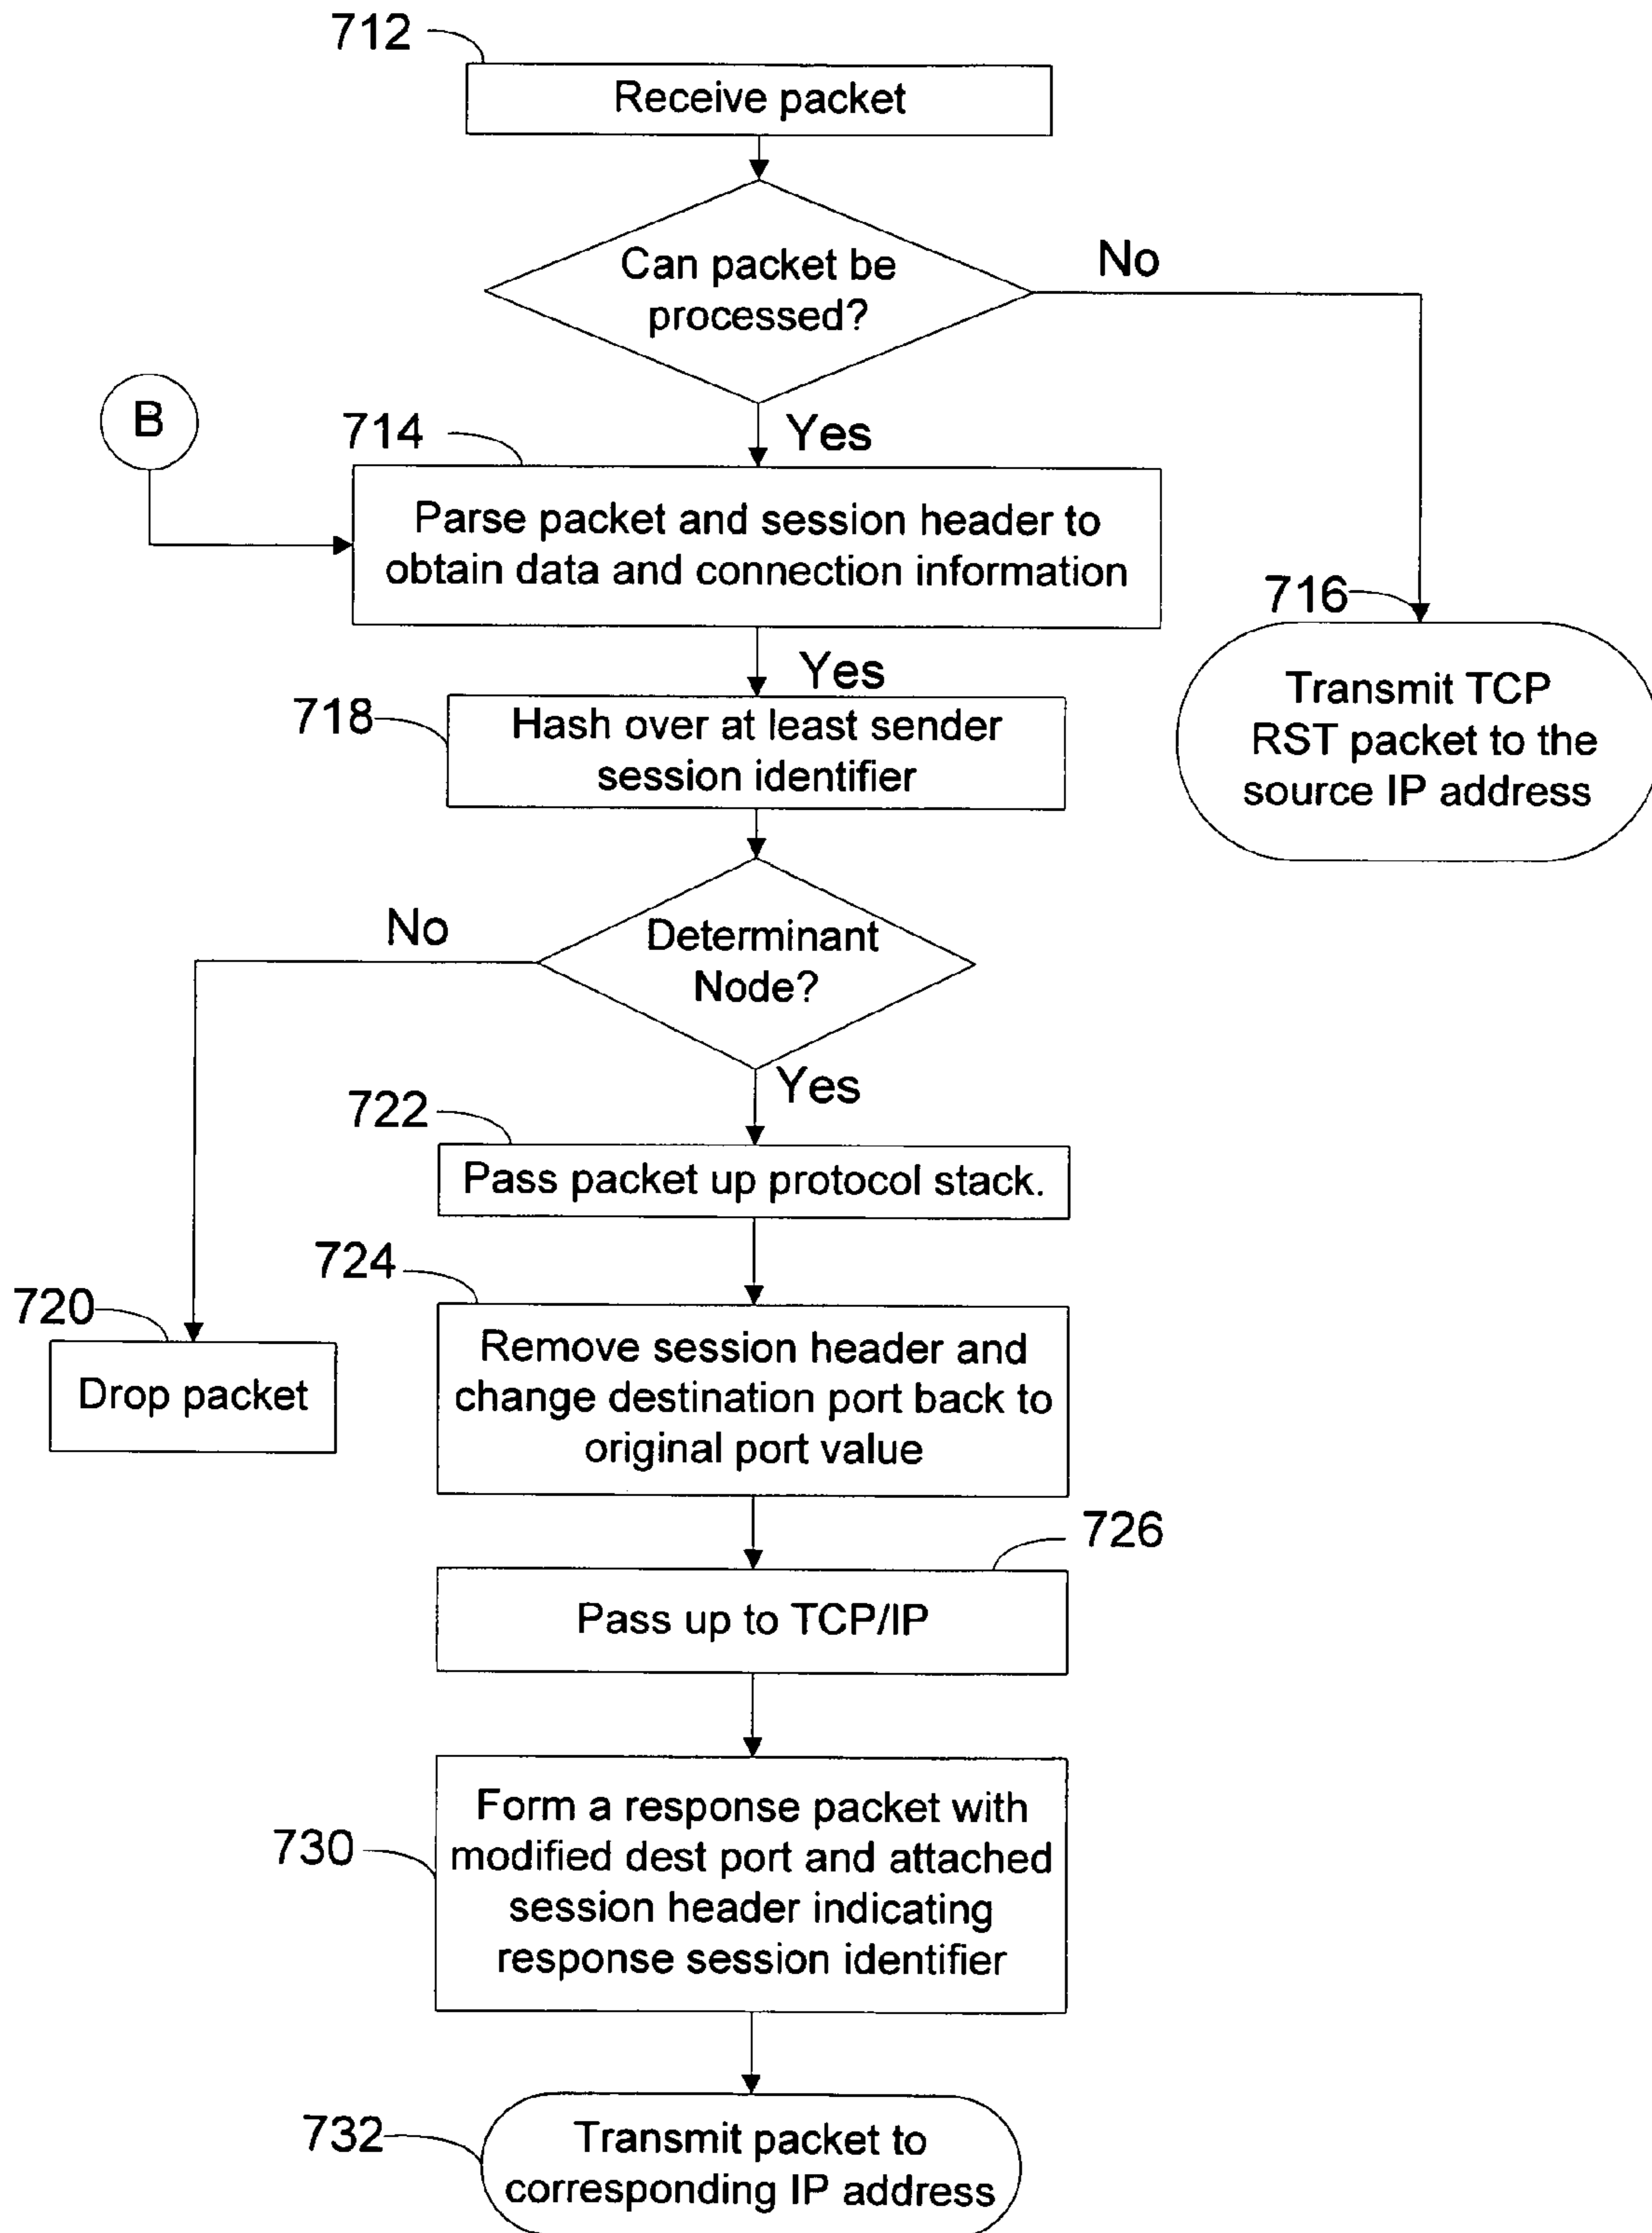 712
Receive packet
Can packet be
processed?
No
B
714
Yes
Parse packet and session header to
obtain data and connection information
716
Transmit TCP
RST packet to the
source IP address
Yes
718
Hash over at least sender
session identifier
No
Determinant
Node?
Yes
722
Pass packet up protocol stack.
724
720
Drop packet
Remove session header and
change destination port back to
original port value
726
Pass up to TCP/IP
730
Form a response packet with
modified dest port and attached
session header indicating
response session identifier
732
Transmit packet to
corresponding IP address